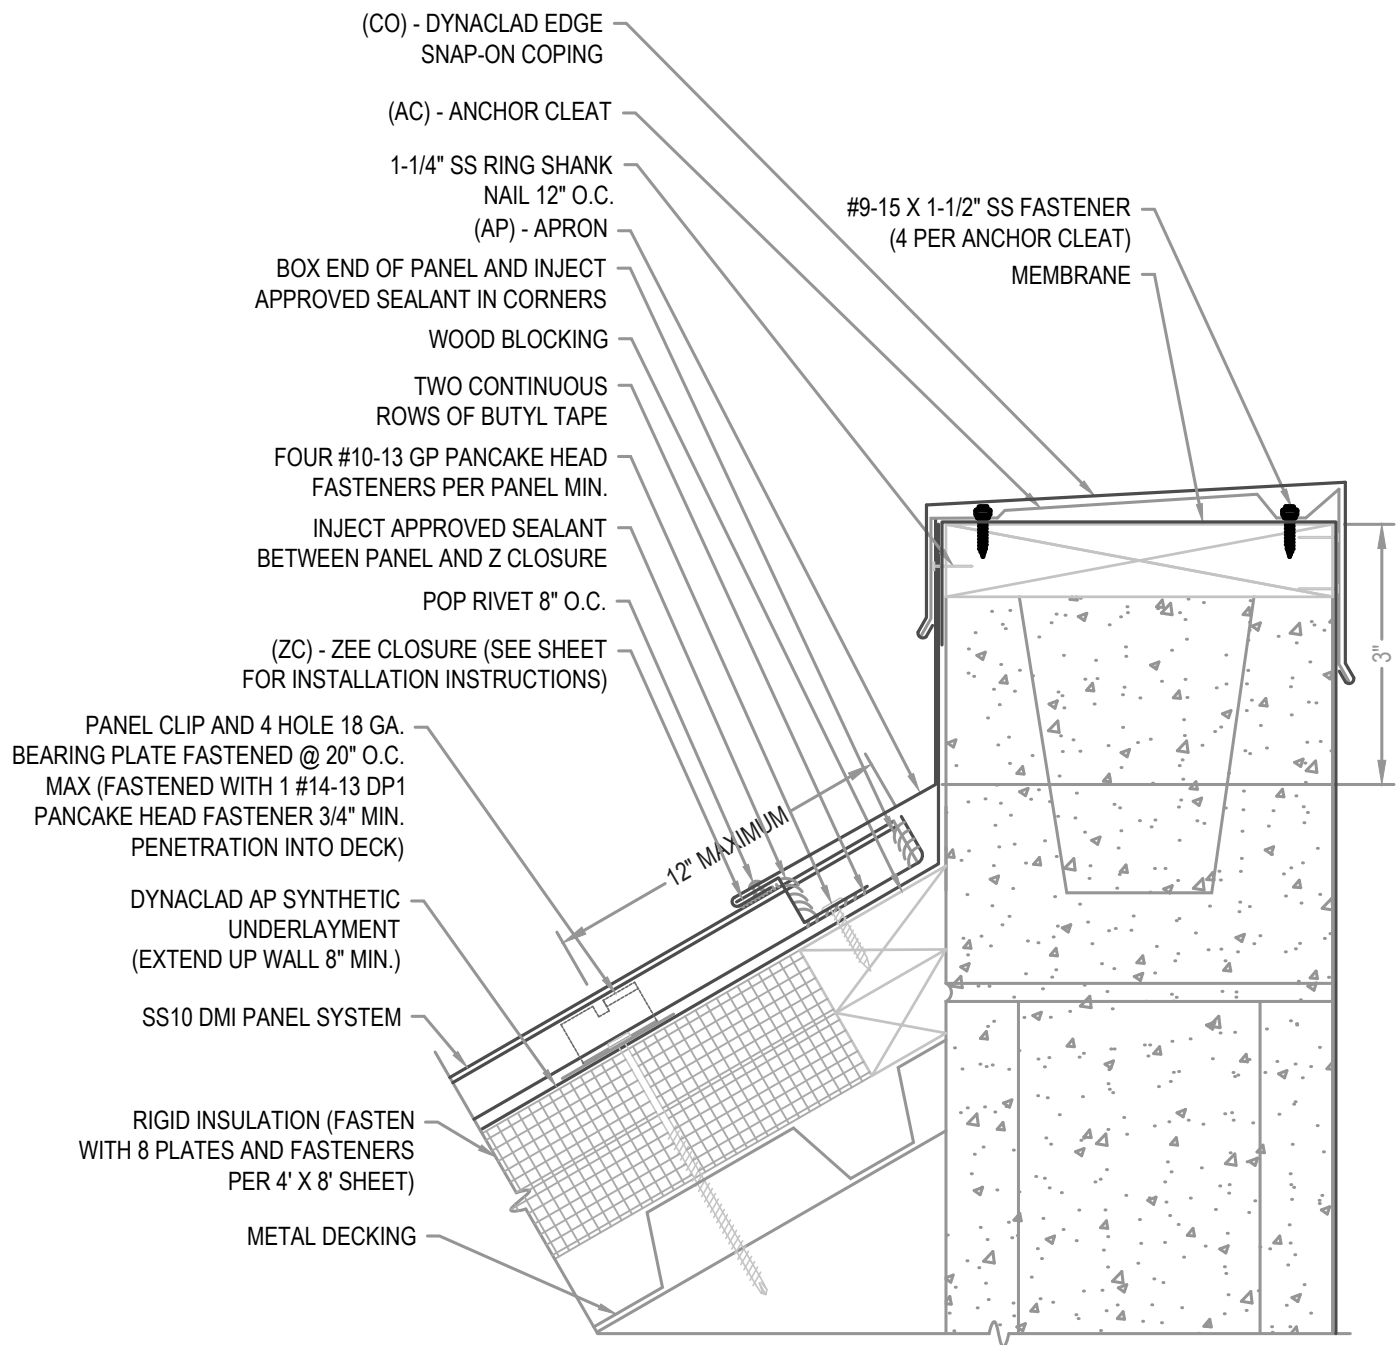 (CO) - DYNACLAD EDGE
SNAP-ON COPING
(AC) - ANCHOR CLEAT
1-1/4" SS RING SHANK
NAIL 12" O.C.
(AP) - APRON
BOX END OF PANEL AND INJECT
APPROVED SEALANT IN CORNERS
WOOD BLOCKING
TWO CONTINUOUS
ROWS OF BUTYL TAPE
FOUR #10-13 GP PANCAKE HEAD
FASTENERS PER PANEL MIN.
INJECT APPROVED SEALANT
BETWEEN PANEL AND Z CLOSURE
POP RIVET 8" O.C.
(ZC) - ZEE CLOSURE (SEE SHEET
FOR INSTALLATION INSTRUCTIONS)
PANEL CLIP AND 4 HOLE 18 GA.
BEARING PLATE FASTENED @ 20" O.C.
MAX (FASTENED WITH 1 #14-13 DP1
PANCAKE HEAD FASTENER 3/4" MIN.
PENETRATION INTO DECK)
DYNACLAD AP SYNTHETIC
UNDERLAYMENT
(EXTEND UP WALL 8" MIN.)
SS10 DMI PANEL SYSTEM
RIGID INSULATION (FASTEN
WITH 8 PLATES AND FASTENERS
PER 4' X 8' SHEET)
METAL DECKING
#9-15 X 1-1/2" SS FASTENER
(4 PER ANCHOR CLEAT)
MEMBRANE
12" MAXIMUM
3"